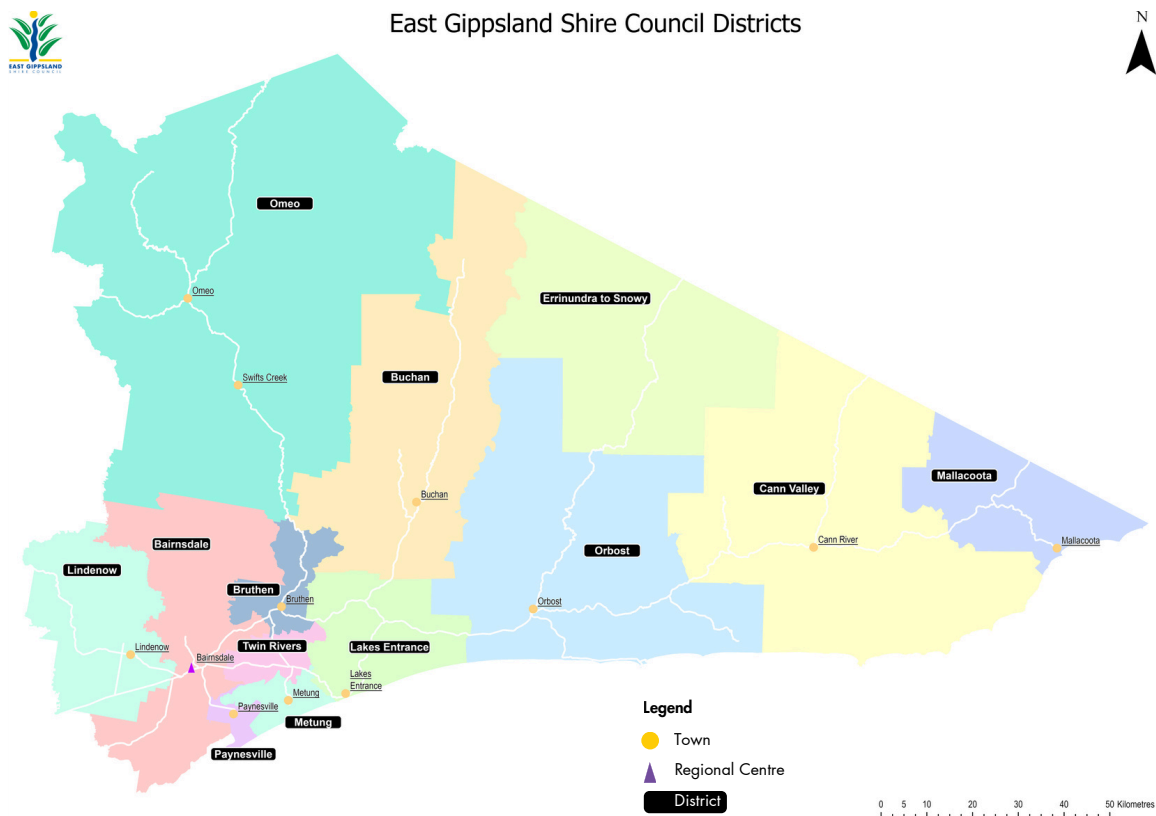 East Gippsland Shire Council Districts
N
EAST GIPPSLAND
SHIRE COUNCIL
Omeo
Omeo
Errinundra to Snowy
Buchan
Swifts Creek
Mallacoota
Cann Valley
Buchan
Bairnsdale
Cann River
Mallacoota
Orbost
Lindenow
Bruthen
Bruthen
Orbost
Twin Rivers
Lakes Entrance
Lindenow
Bairnsdale
Lakes
Entrance
Metung
Paynesville
Metung
Paynesville
Legend
Town
Regional Centre
District
0 5 10 20 30 40 50 Kilometres